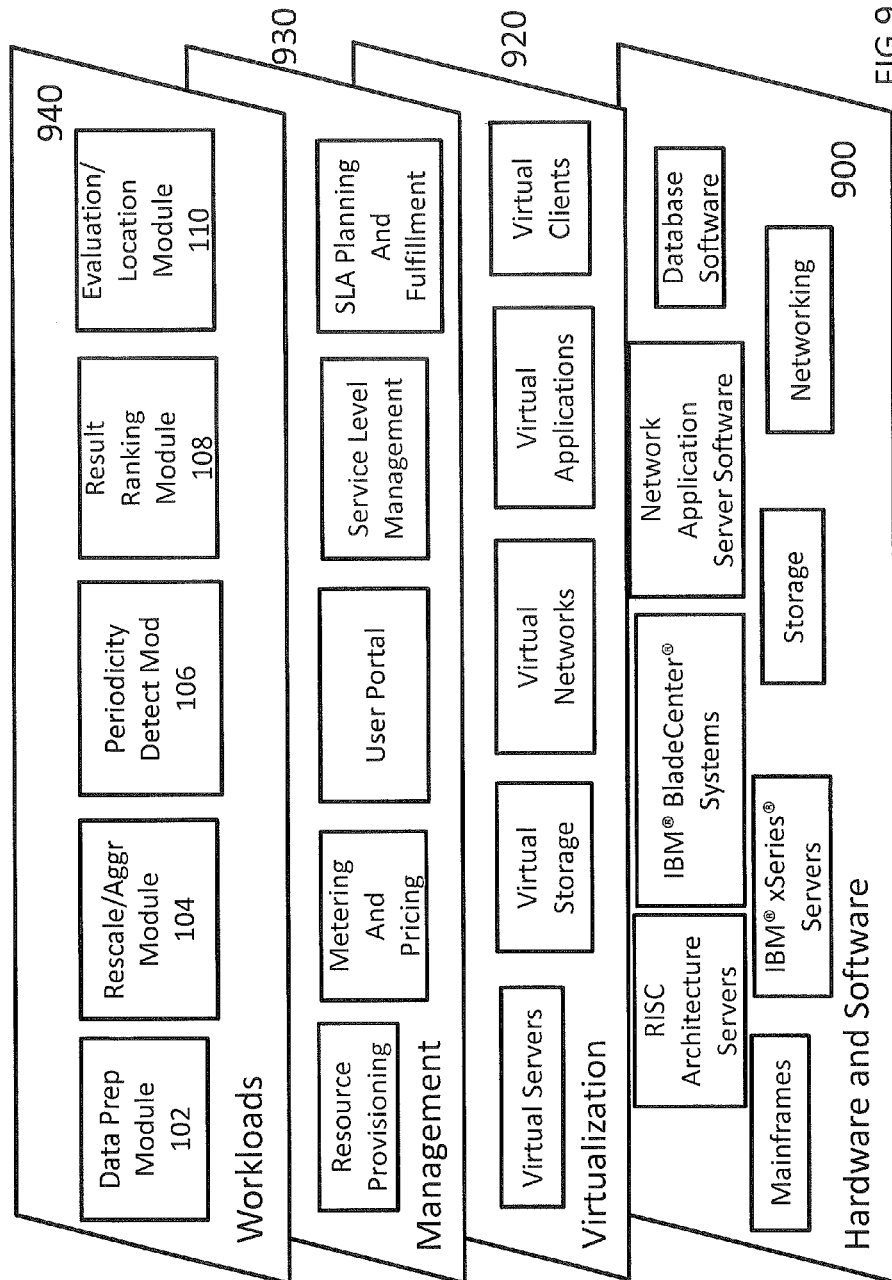 940
Data Prep
Module
102
Rescale/Aggr
Module
104
Periodicity
Detect Mod
106
Result
Ranking
Module
108
Evaluation/
Location
Module
110
Workloads
930
Resource
Provisioning
Metering
And
Pricing
User Portal
Service Level
Management
SLA Planning
And
Fulfillment
Management
920
Virtual Servers
Virtual
Storage
Virtual
Networks
Virtual
Applications
Virtual
Clients
Virtualization
Mainframes
RISC
Architecture
Servers
IBM® xSeries®
Servers
IBM® BladeCenter®
Systems
Storage
Network
Application
Server Software
Networking
Database
Software
Hardware and Software
900
FIG 9